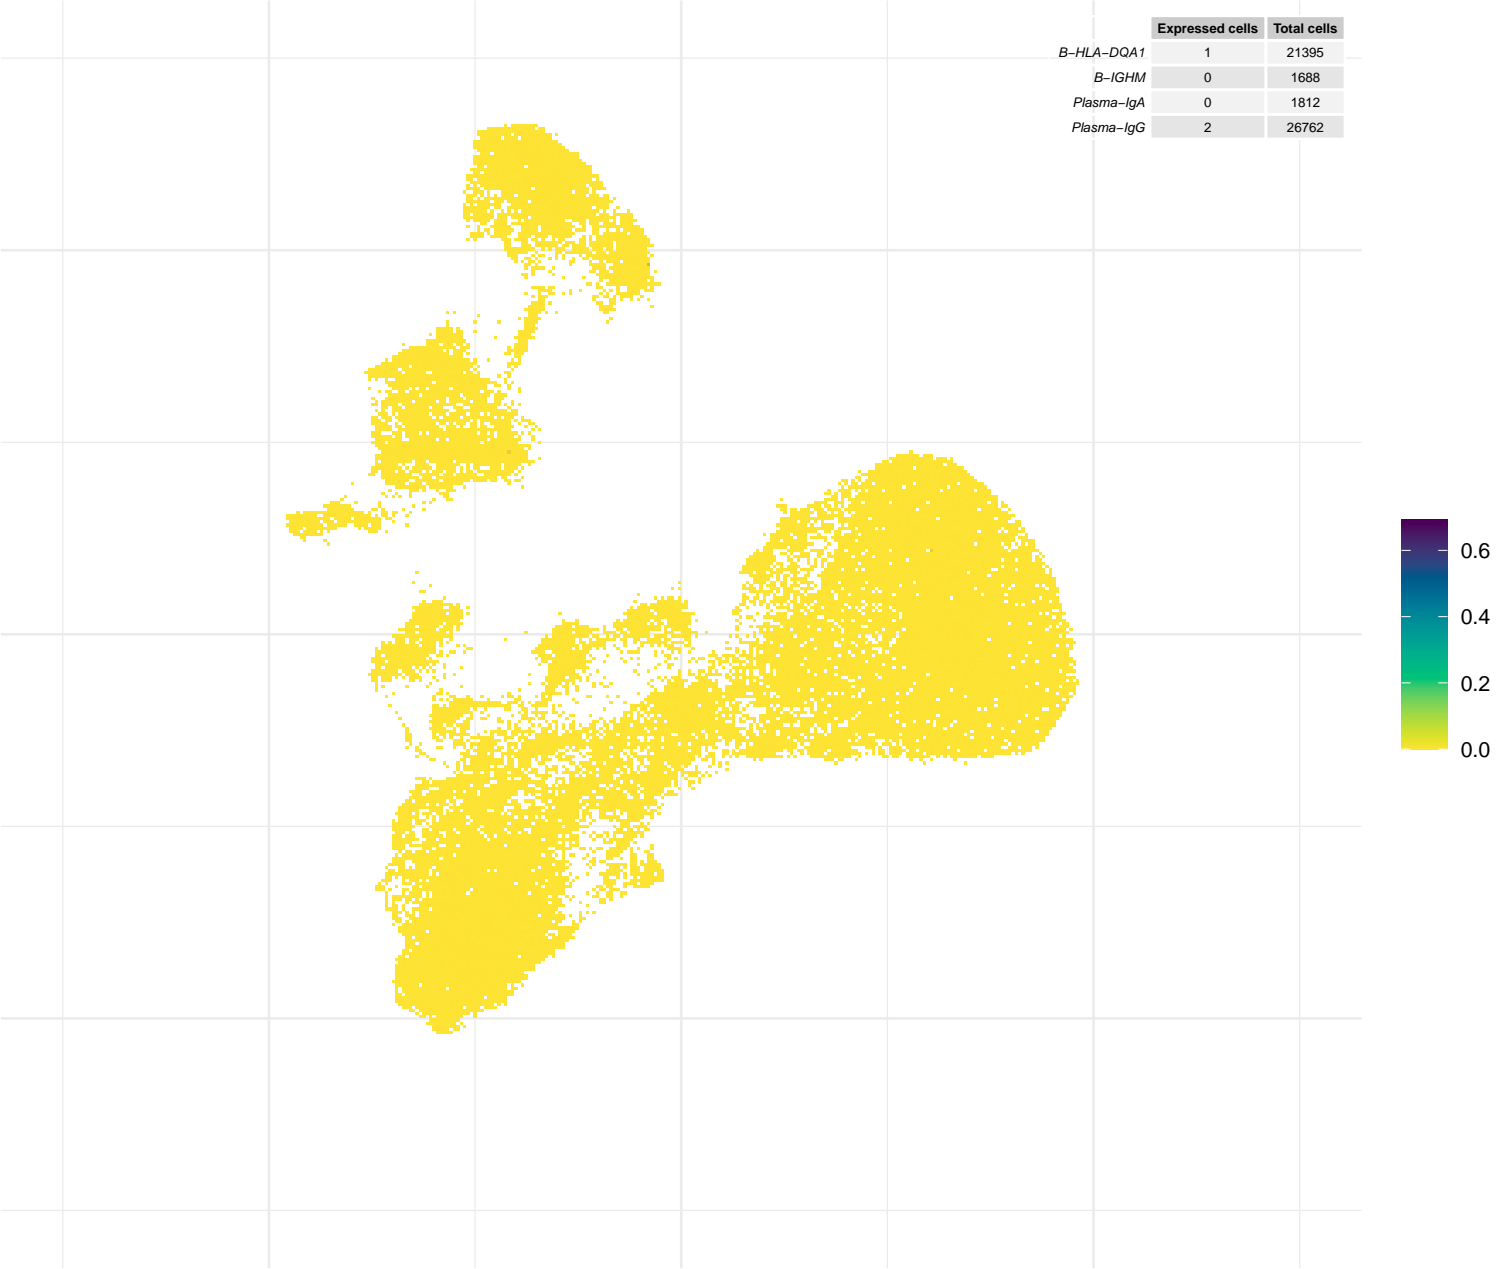 Expressed cells Total cells
B−HLA−DQA1 1 21395
B−IGHM 0 1688
Plasma−IgA 0 1812
Plasma−IgG 2 26762
0.6
0.4
0.2
0.0